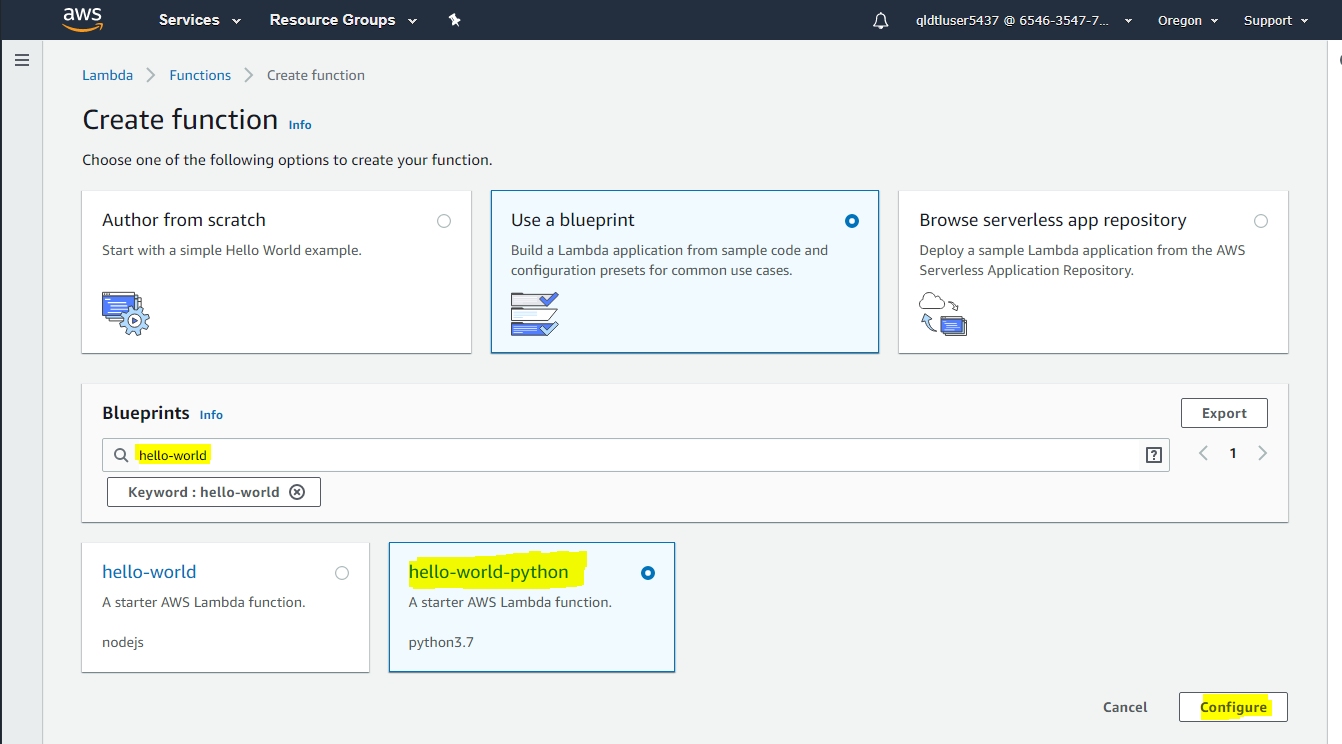 aws Services Resource Groups qldtluser5437 @ 6546-3547-7... Oregon Support
Lambda Functions Create function
Create function Info
Choose one of the following options to create your function.
Author from scratch
Start with a simple Hello World example.
Use a blueprint
Build a Lambda application from sample code and
configuration presets for common use cases.
Browse serverless app repository
Deploy a sample Lambda application from the AWS
Serverless Application Repository.
Blueprints Info
Export
hello-world ?
1
Keyword : hello-world
hello-world
A starter AWS Lambda function.
nodejs
hello-world-python
A starter AWS Lambda function.
python3.7
Cancel Configure